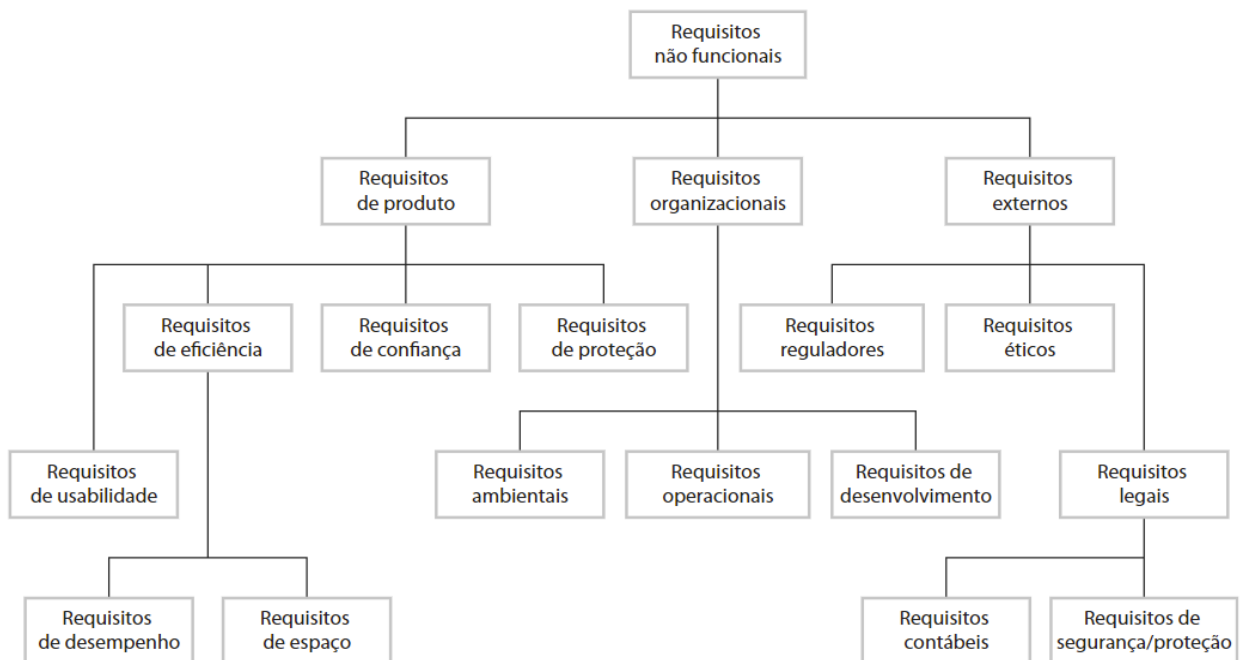 Requisitos
não funcionais
Requisitos
de produto
Requisitos
organizacionais
Requisitos
externos
Requisitos
de eficiência
Requisitos
de confiança
Requisitos
de proteção
Requisitos
reguladores
Requisitos
éticos
Requisitos
de usabilidade
Requisitos
ambientais
Requisitos
operacionais
Requisitos de
desenvolvimento
Requisitos
legais
Requisitos
de desempenho
Requisitos
de espaço
Requisitos
contábeis
Requisitos de
segurança/proteção